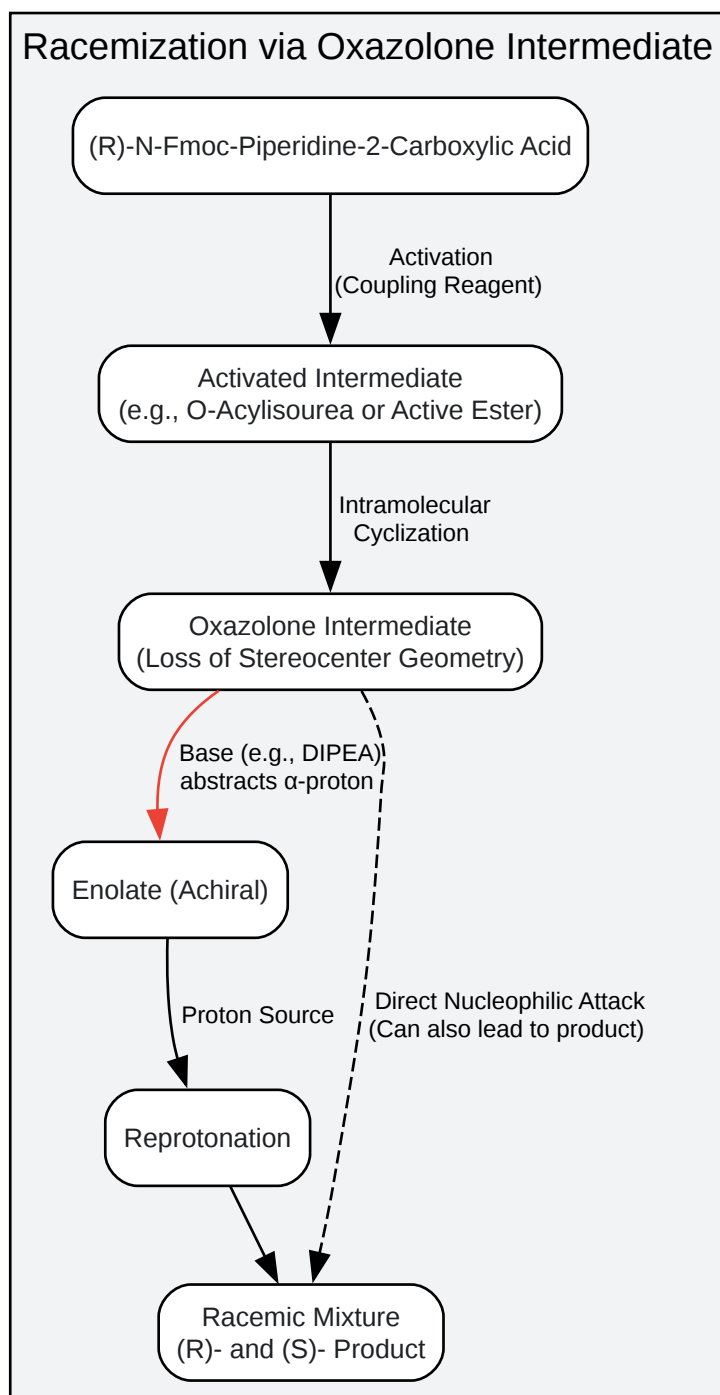 Racemization via Oxazolone Intermediate
(R)-N-Fmoc-Piperidine-2-Carboxylic Acid
Activation
(Coupling Reagent)
Activated Intermediate
(e.g., O-Acylisourea or Active Ester)
Intramolecular
Cyclization
Oxazolone Intermediate
(Loss of Stereocenter Geometry)
Base (e.g., DIPEA)
abstracts α-proton
Enolate (Achiral)
Proton Source
Direct Nucleophilic Attack
(Can also lead to product)
Reprotonation
Racemic Mixture
(R)- and (S)- Product